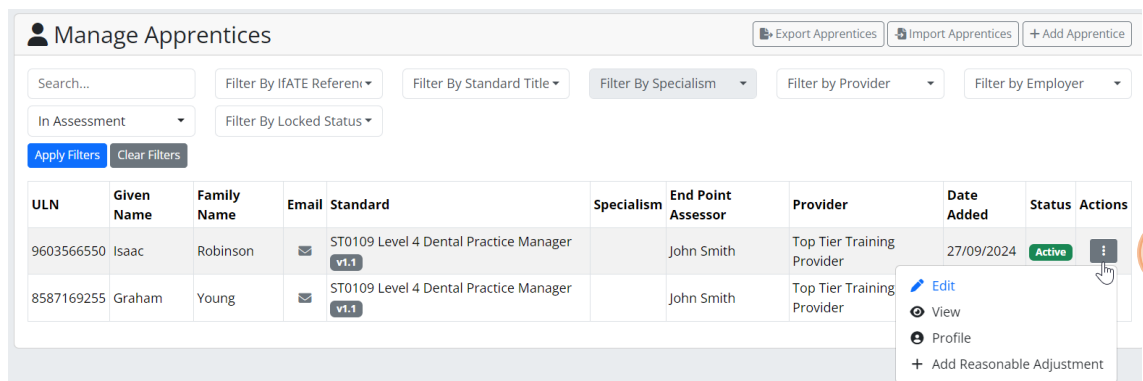 Manage Apprentices
Export Apprentices Import Apprentices + Add Apprentice
Search... Filter By IfATE Referenc Filter By Standard Title Filter By Specialism Filter by Provider Filter by Employer
In Assessment Filter By Locked Status
Apply Filters Clear Filters
ULN Given Name Family Name Email Standard Specialism End Point Assessor Provider Date Added Status Actions
9603566550 Isaac Robinson ST0109 Level 4 Dental Practice Manager v1.1 John Smith Top Tier Training Provider 27/09/2024 Active
8587169255 Graham Young ST0109 Level 4 Dental Practice Manager v1.1 John Smith Top Tier Training Provider
Edit
View
Profile
+ Add Reasonable Adjustment